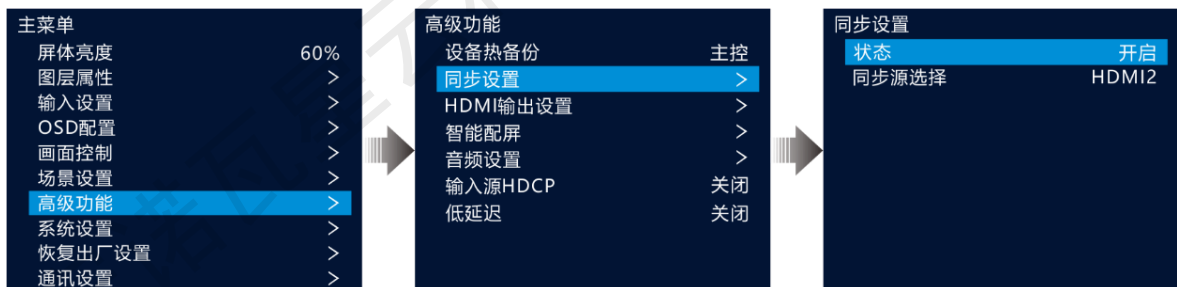 主菜单
屏体亮度 60%
图层属性 >
输入设置 >
OSD配置 >
画面控制 >
场景设置 >
高级功能 >
系统设置 >
恢复出厂设置 >
通讯设置 >
高级功能
设备热备份 主控
同步设置 >
HDMI输出设置 >
智能配屏 >
音频设置 >
输入源HDCP 关闭
低延迟 关闭
同步设置
状态 开启
同步源选择 HDMI2